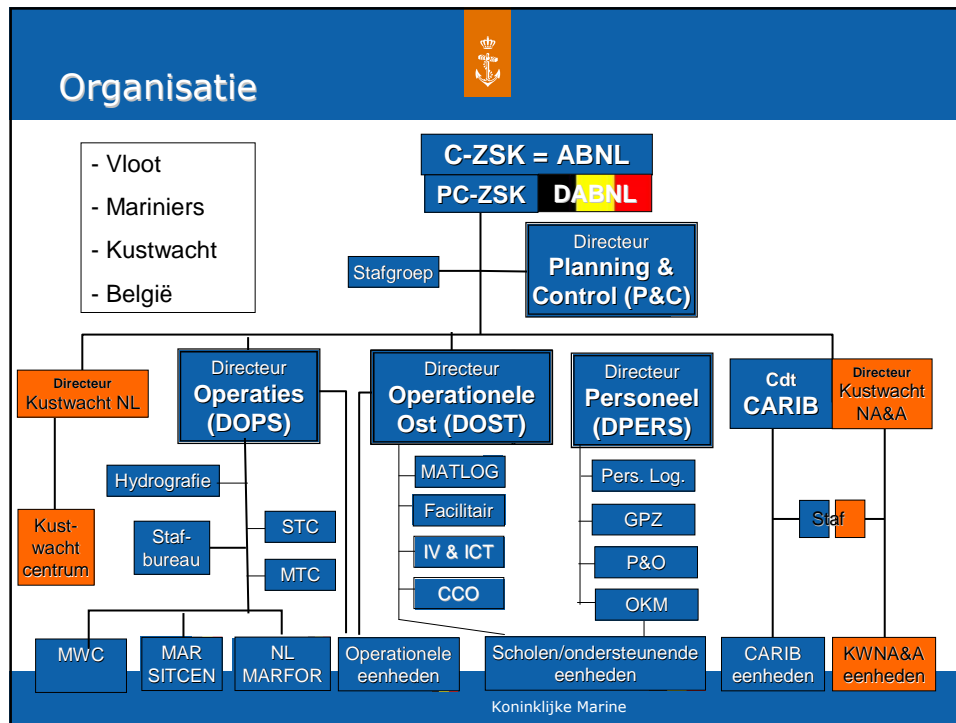 Organisatie
- Vloot
- Mariniers
- Kustwacht
- België
C-ZSK = ABNL
PC-ZSK
DABNL
Stafgroep
Directeur
Planning &
Control (P&C)
Directeur
Kustwacht NL
Directeur
Operaties
(DOPS)
Directeur
Operationele
Ost (DOST)
Directeur
Personeel
(DPERS)
Cdt
CARIB
Directeur
Kustwacht
NA&A
Hydrografie
MATLOG
Pers. Log.
Kust-
wacht
centrum
Staf-
bureau
STC
MTC
Facilitair
IV & ICT
CCO
GPZ
P&O
OKM
Staf
MWC
MAR
SITCEN
NL
MARFOR
Operationele
eenheden
Scholen/ondersteunende
eenheden
CARIB
eenheden
KWNA&A
eenheden
Koninklijke Marine